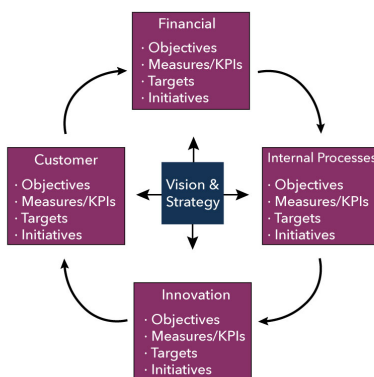 Financial
· Objectives
· Measures/KPIs
· Targets
· Initiatives
Customer
· Objectives
· Measures/KPIs
· Targets
· Initiatives
Vision &
Strategy
Internal Processes
· Objectives
· Measures/KPIs
· Targets
· Initiatives
Innovation
· Objectives
· Measures/KPIs
· Targets
· Initiatives